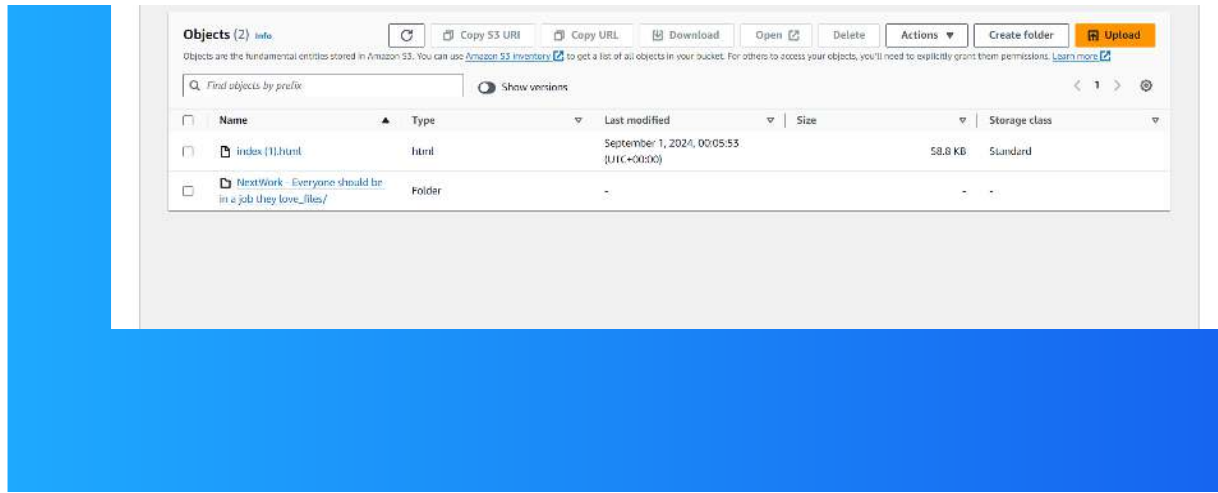 Objects (2) Info
Copy S3 URI
Copy URL
Download
Open
Delete
Actions
Create folder
Upload
Objects are the fundamental entities stored in Amazon S3. You can use Amazon S3 inventory to get a list of all objects in your bucket. For others to access your objects, you'll need to explicitly grant them permissions. Learn more
Find objects by prefix
Show versions
1
Name Type Last modified Size Storage class
index (1).html html September 1, 2024, 00:05:53 (UTC+00:00) 58.8 KB Standard
NextWork - Everyone should be in a job they love_files/ Folder - - -